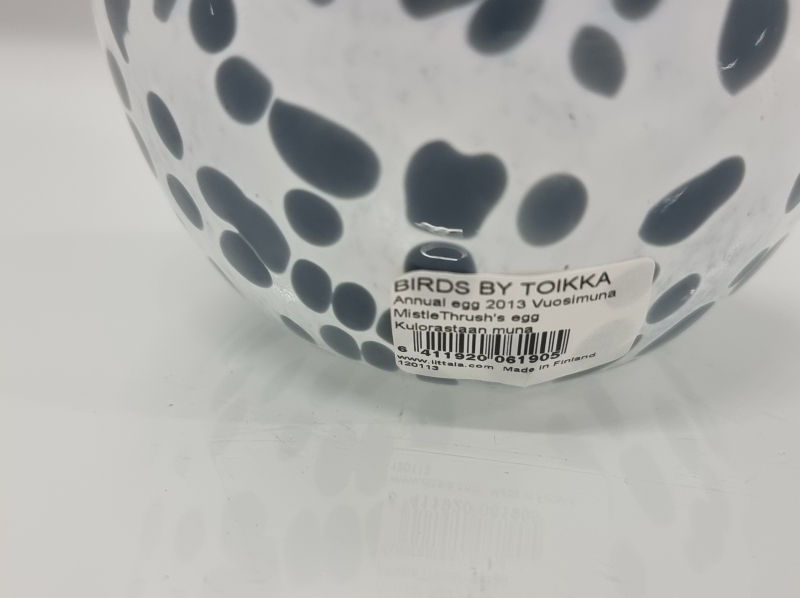 BIRDS BY TOIKKA
Annual egg 2013 Vuosimuna
MistleThrush's egg
Kulorastaan muna
6 411920 061905
www.iittala.com Made in Finland
120113